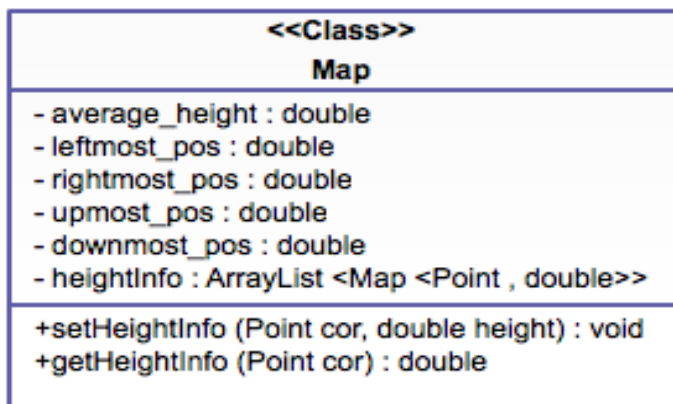 <<Class>>
Map
- average_height : double
- leftmost_pos : double
- rightmost_pos : double
- upmost_pos : double
- downmost_pos : double
- heightInfo : ArrayList <Map <Point , double>>
+setHeightInfo (Point cor, double height) : void
+getHeightInfo (Point cor) : double